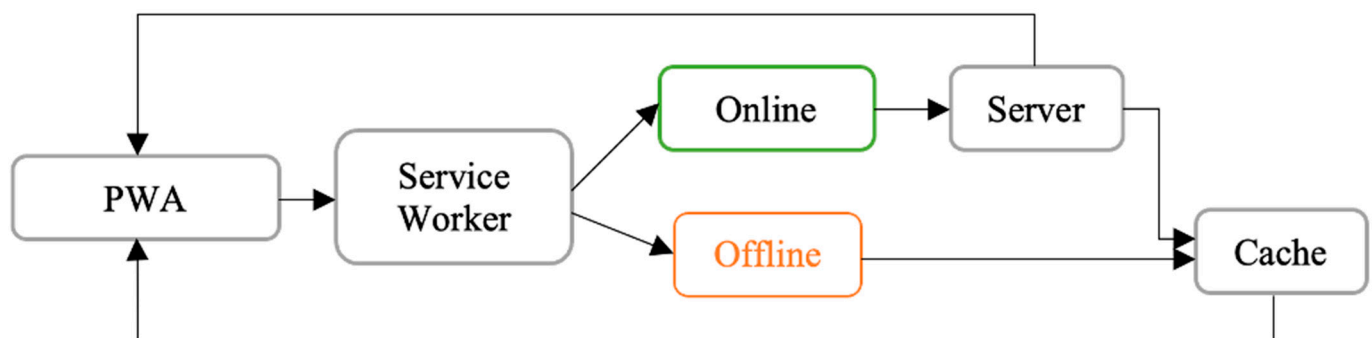 PWA
Service
Worker
Online
Offline
Server
Cache